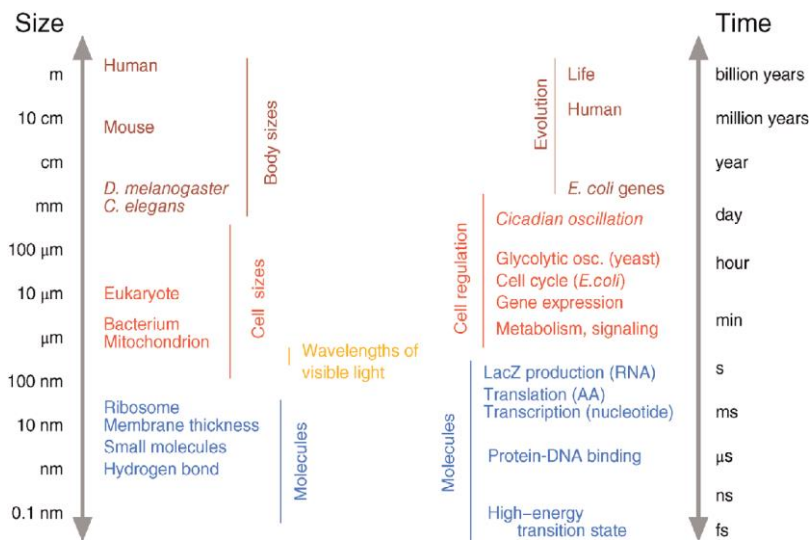 Size
Time
m
10 cm
cm
mm
100 μm
10 μm
μm
100 nm
10 nm
nm
0.1 nm
Human
Mouse
D. melanogaster
C. elegans
Body sizes
Eukaryote
Bacterium
Mitochondrion
Cell sizes
Wavelengths of
visible light
Ribosome
Membrane thickness
Small molecules
Hydrogen bond
Molecules
Evolution
Life
Human
E. coli genes
Cell regulation
Cicadian oscillation
Glycolytic osc. (yeast)
Cell cycle (E.coli)
Gene expression
Metabolism, signaling
Molecules
LacZ production (RNA)
Translation (AA)
Transcription (nucleotide)
Protein-DNA binding
High–energy
transition state
billion years
million years
year
day
hour
min
s
ms
μs
ns
fs